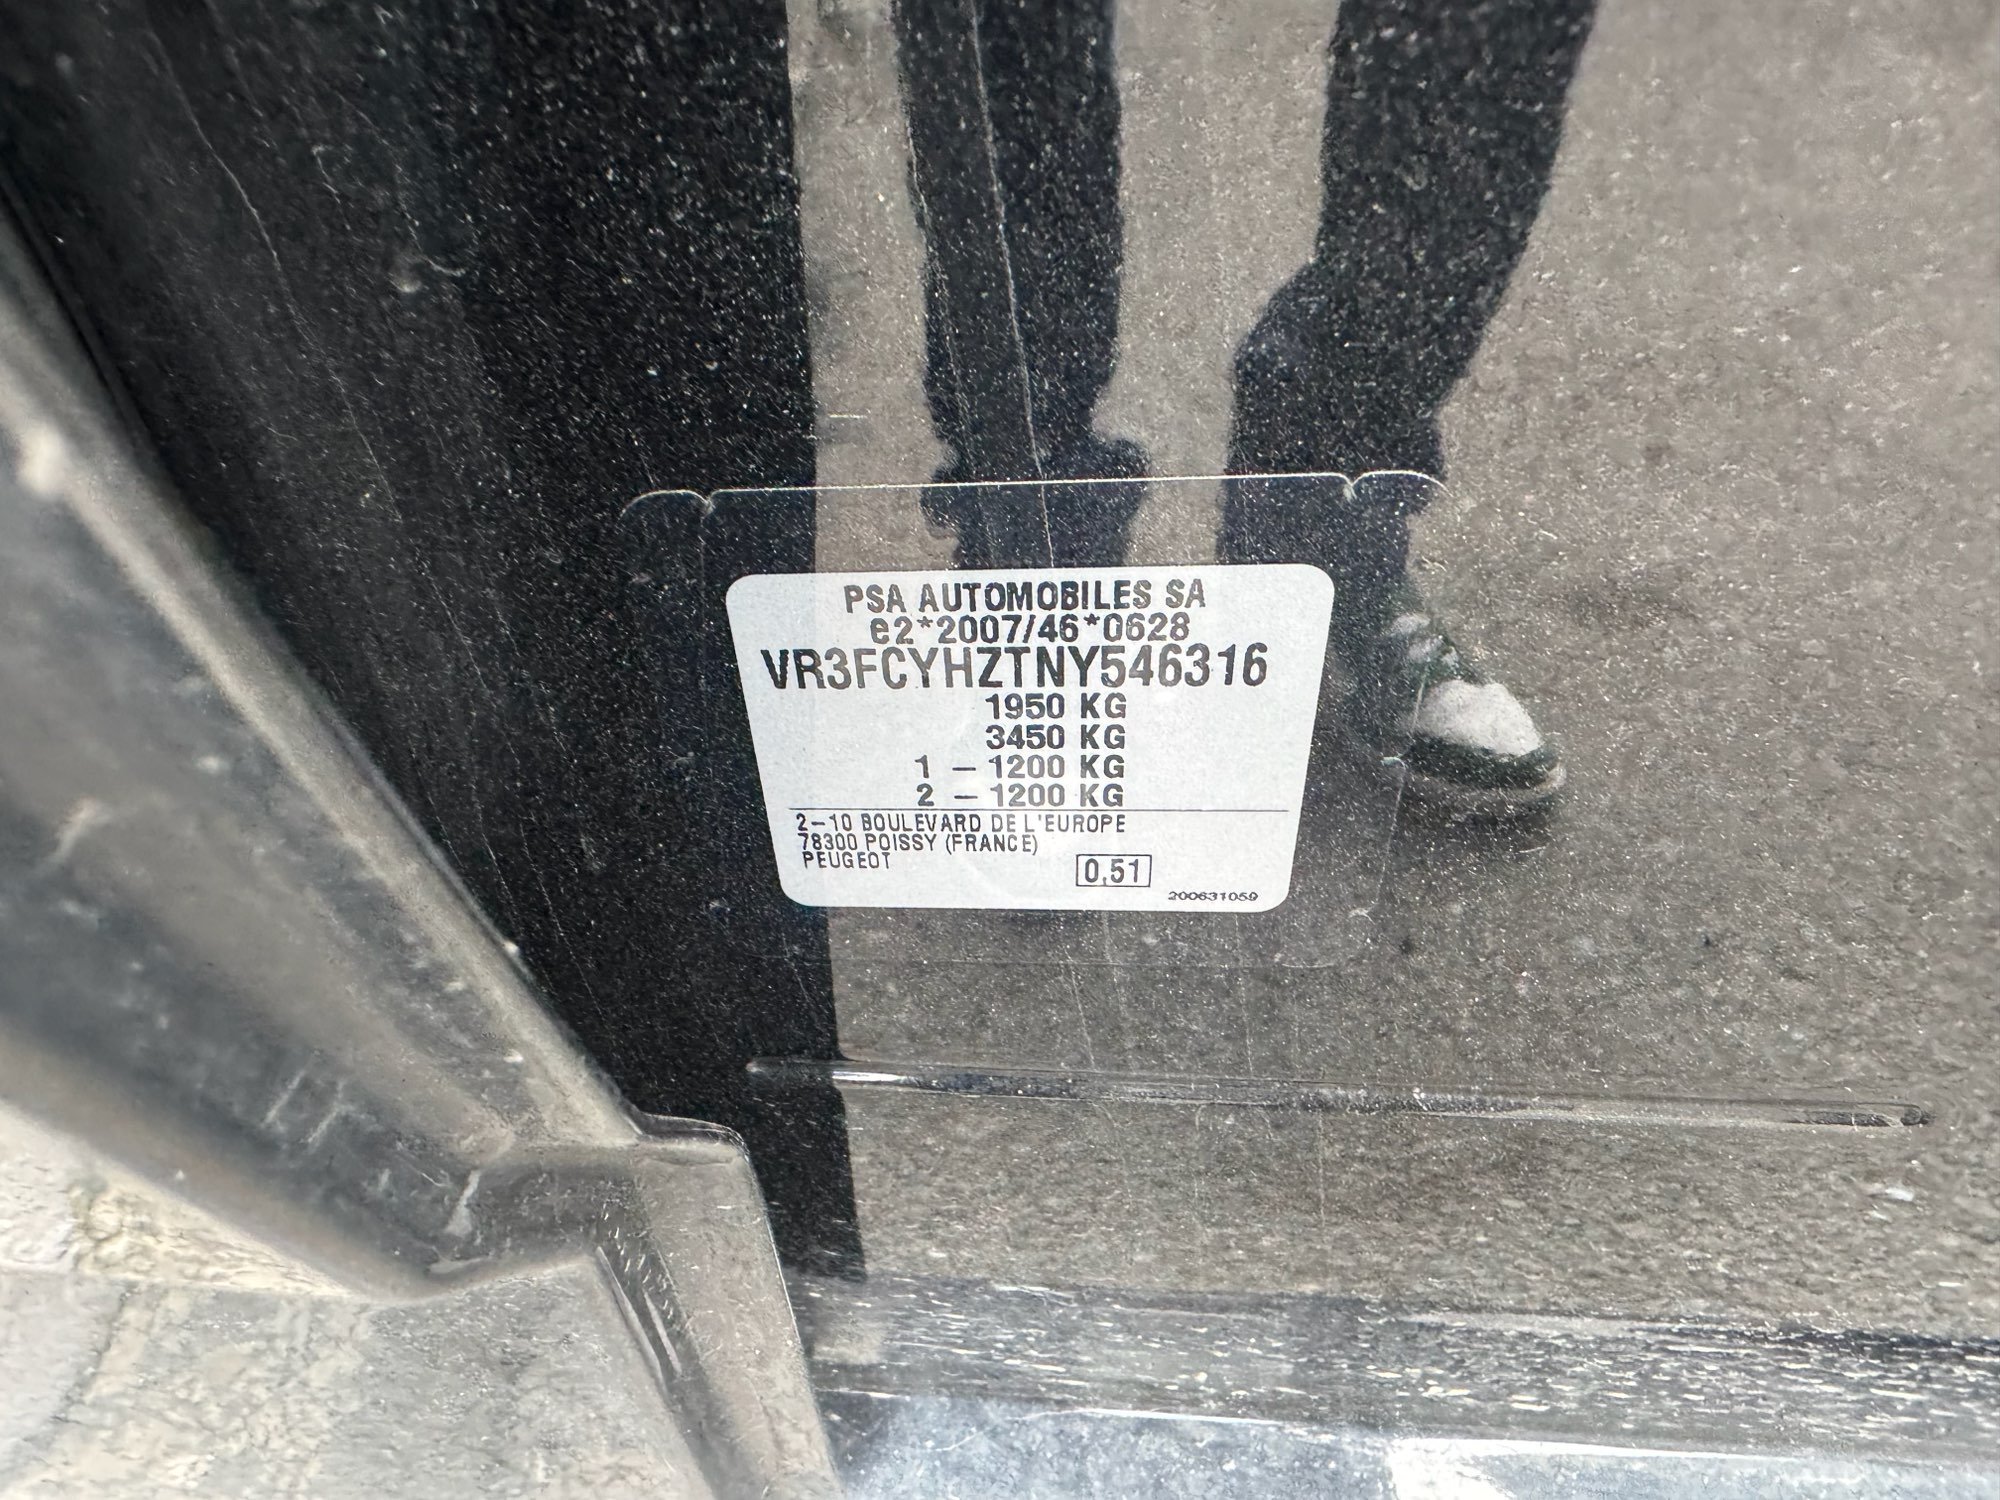 PSA AUTOMOBILES SA
e2*2007/46*0628
VR3FCYHZTNY546316
1950 KG
3450 KG
1 - 1200 KG
2 - 1200 KG
2-10 BOULEVARD DE L'EUROPE
78300 POISSY (FRANCE)
PEUGEOT
0,51
200631059